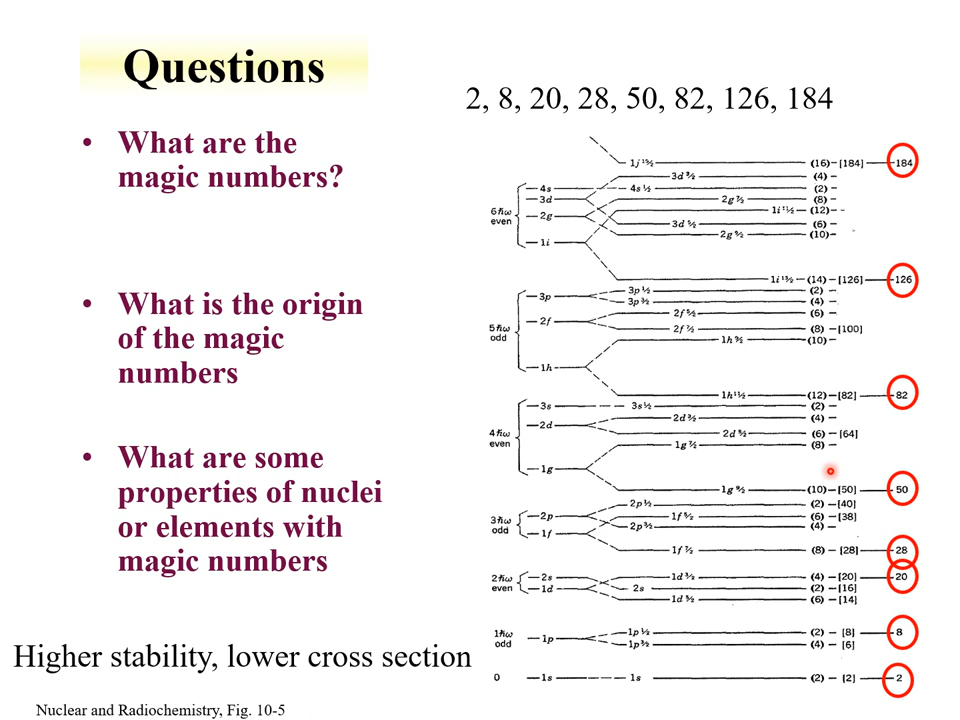 Questions
2, 8, 20, 28, 50, 82, 126, 184
• What are the
magic numbers?
• What is the origin
of the magic
numbers
• What are some
properties of nuclei
or elements with
magic numbers
Higher stability, lower cross section
Nuclear and Radiochemistry, Fig. 10-5
1j 15/2 (16) [184] 184
3d 3/2 (4)
4s 4s 1/2 (2)
3d 2g 7/2 (8)
6ħω 2g 1i 11/2 (12)
even 3d 5/2 (6)
1i 2g 9/2 (10)
1i 13/2 (14) [126] 126
3p 3p 1/2 (2)
3p 3/2 (4)
2f 2f 5/2 (6)
5ħω 2f 7/2 (8) [100]
odd 1h 9/2 (10)
1h
1h 11/2 (12) [82] 82
3s 3s 1/2 (2)
2d 2d 3/2 (4)
4ħω 2d 5/2 (6) [64]
even 1g 7/2 (8)
1g
1g 9/2 (10) [50] 50
2p 1/2 (2) [40]
3ħω 2p 1f 5/2 (6) [38]
odd 1f 2p 3/2 (4)
1f 7/2 (8) [28] 28
2ħω 2s 1d 3/2 (4) [20] 20
even 1d 2s (2) [16]
1d 5/2 (6) [14]
1ħω 1p 1p 1/2 (2) [8] 8
odd 1p 3/2 (4) [6]
0 1s 1s (2) [2] 2